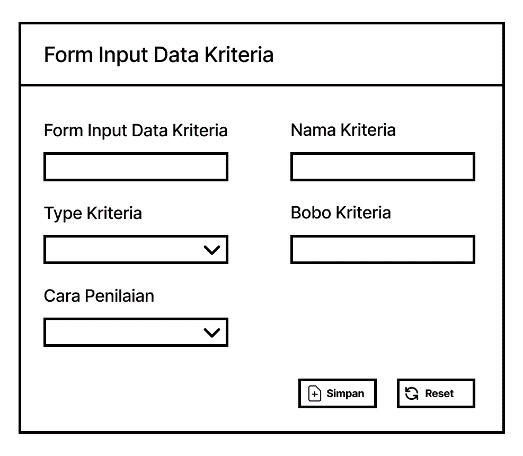 Form Input Data Kriteria
Form Input Data Kriteria
Nama Kriteria
Type Kriteria
Bobo Kriteria
Cara Penilaian
Simpan
Reset